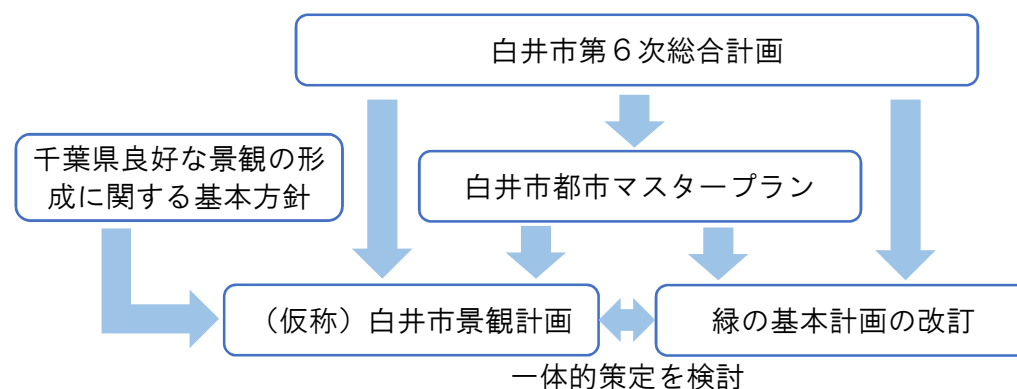 白井市第６次総合計画
千葉県良好な景観の形
成に関する基本方針
白井市都市マスタープラン
（仮称）白井市景観計画
緑の基本計画の改訂
一体的策定を検討